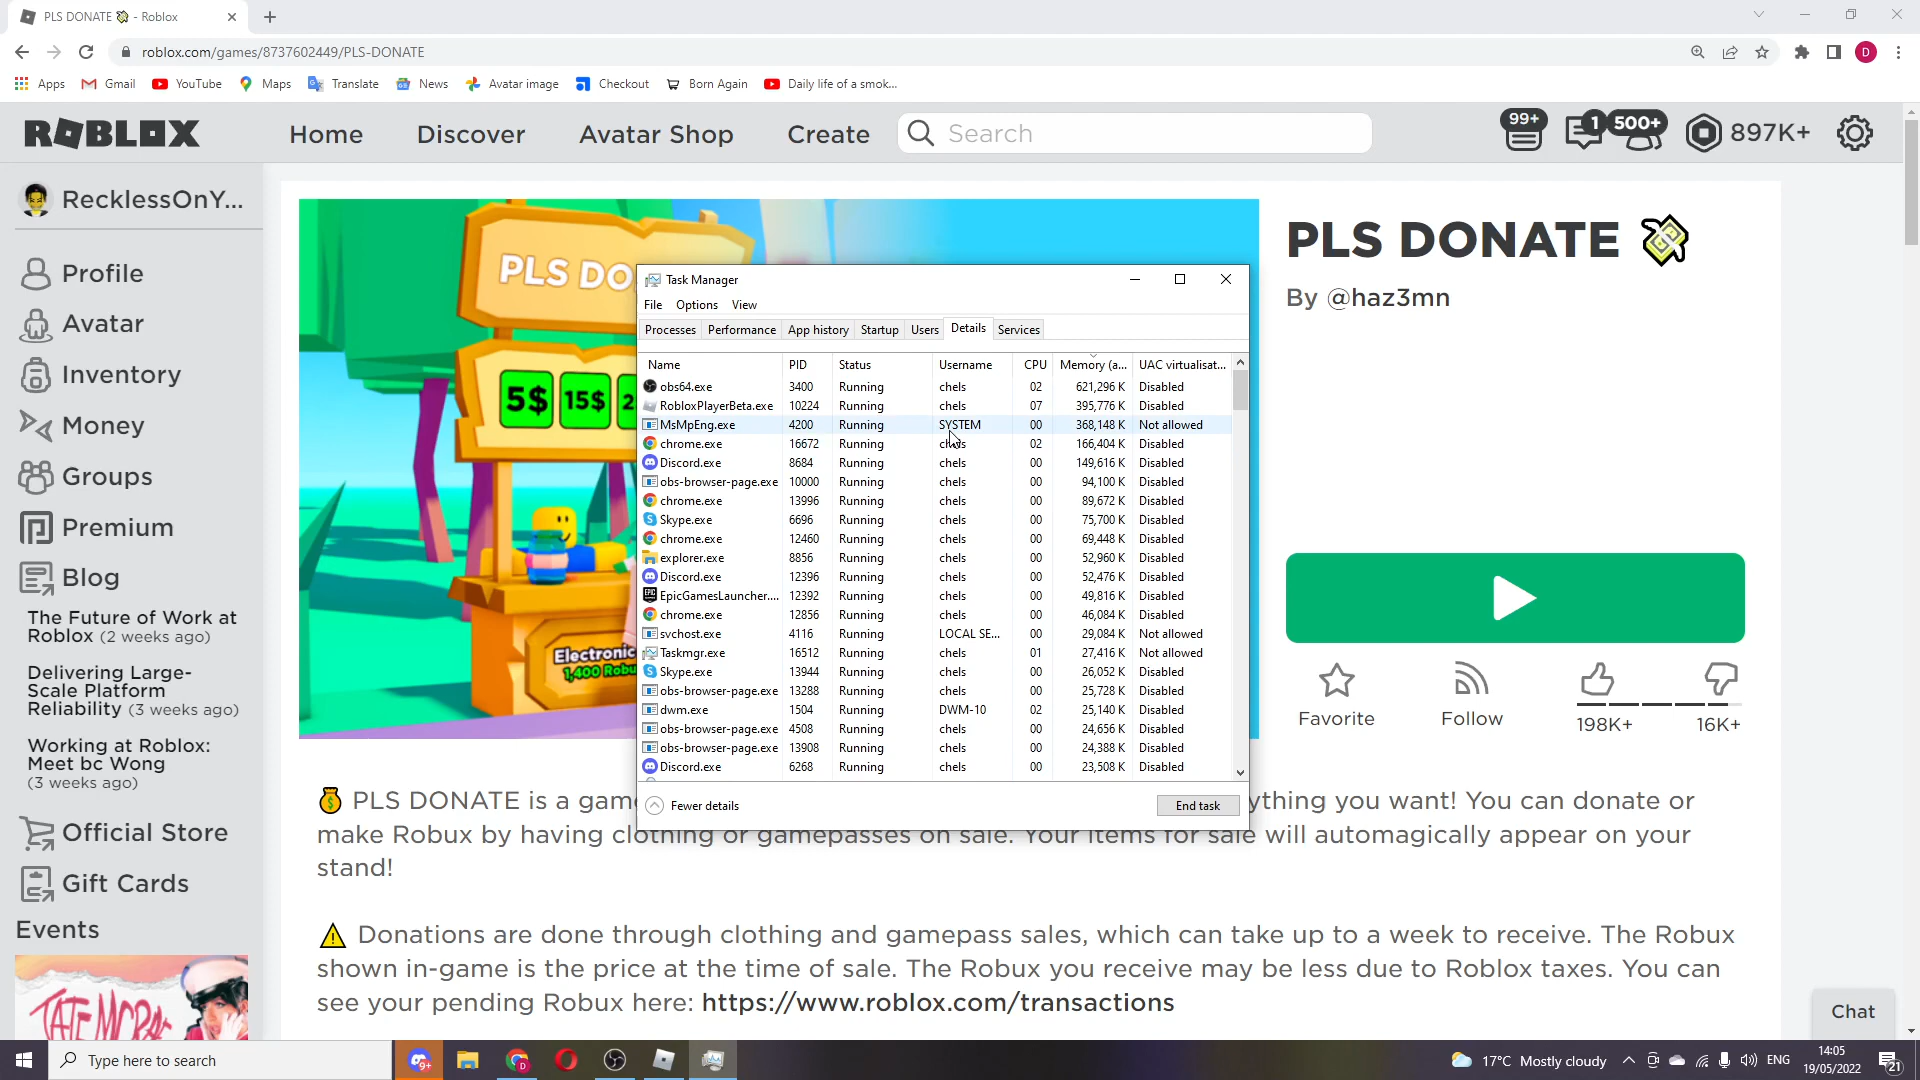 PLS DONATE 💸 - Roblox
roblox.com/games/8737602449/PLS-DONATE
D
Apps Gmail YouTube Maps Translate News Avatar image Checkout Born Again Daily life of a smok...
ROBLOX Home Discover Avatar Shop Create Search 99+ 1 500+ 897K+
RecklessOnY...
Profile
Avatar
Inventory
Money
Groups
Premium
Blog
The Future of Work at
Roblox (2 weeks ago)
Delivering Large-
Scale Platform
Reliability (3 weeks ago)
Working at Roblox:
Meet bc Wong
(3 weeks ago)
Official Store
Gift Cards
Events
PLS DO
5$ 15$ 2
Electronic
1,400 Robu
PLS DONATE 💸
By @haz3mn
Favorite Follow 198K+ 16K+
Task Manager
File Options View
Processes Performance App history Startup Users Details Services
Name PID Status Username CPU Memory (a... UAC virtualisat...
obs64.exe 3400 Running chels 02 621,296 K Disabled
RobloxPlayerBeta.exe 10224 Running chels 07 395,776 K Disabled
MsMpEng.exe 4200 Running SYSTEM 00 368,148 K Not allowed
chrome.exe 16672 Running chels 02 166,404 K Disabled
Discord.exe 8684 Running chels 00 149,616 K Disabled
obs-browser-page.exe 10000 Running chels 00 94,100 K Disabled
chrome.exe 13996 Running chels 00 89,672 K Disabled
Skype.exe 6696 Running chels 00 75,700 K Disabled
chrome.exe 12460 Running chels 00 69,448 K Disabled
explorer.exe 8856 Running chels 00 52,960 K Disabled
Discord.exe 12396 Running chels 00 52,476 K Disabled
EpicGamesLauncher.... 12392 Running chels 00 49,816 K Disabled
chrome.exe 12856 Running chels 00 46,084 K Disabled
svchost.exe 4116 Running LOCAL SE... 00 29,084 K Not allowed
Taskmgr.exe 16512 Running chels 01 27,416 K Not allowed
Skype.exe 13944 Running chels 00 26,052 K Disabled
obs-browser-page.exe 13288 Running chels 00 25,728 K Disabled
dwm.exe 1504 Running DWM-10 02 25,140 K Disabled
obs-browser-page.exe 4508 Running chels 00 24,656 K Disabled
obs-browser-page.exe 13908 Running chels 00 24,388 K Disabled
Discord.exe 6268 Running chels 00 23,508 K Disabled
Fewer details End task
💰 PLS DONATE is a gam ything you want! You can donate or
make Robux by having clothing or gamepasses on sale. Your items for sale will automagically appear on your
stand!
⚠ Donations are done through clothing and gamepass sales, which can take up to a week to receive. The Robux
shown in-game is the price at the time of sale. The Robux you receive may be less due to Roblox taxes. You can
see your pending Robux here: https://www.roblox.com/transactions
Chat
Type here to search 9+ D 17°C Mostly cloudy ENG 14:05
19/05/2022 21